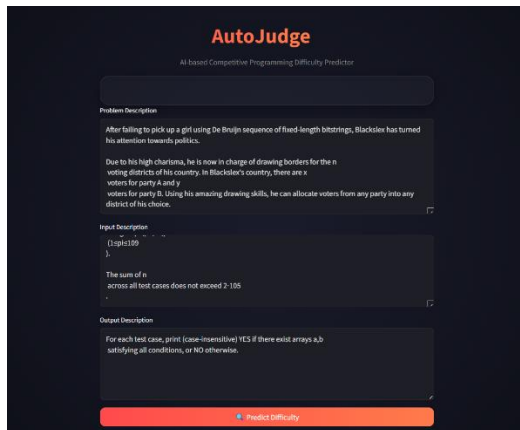 AutoJudge
AI-based Competitive Programming Difficulty Predictor
Problem Description
After failing to pick up a girl using De Bruijn sequence of fixed-length bitstrings, Blackslex has turned
his attention towards politics.
Due to his high charisma, he is now in charge of drawing borders for the n
voting districts of his country. In Blackslex's country, there are x
voters for party A and y
voters for party B. Using his amazing drawing skills, he can allocate voters from any party into any
district of his choice.
Input Description
(1≤pi≤109
).
The sum of n
across all test cases does not exceed 2⋅105
.
Output Description
For each test case, print (case-insensitive) YES if there exist arrays a,b
satisfying all conditions, or NO otherwise.
Predict Difficulty